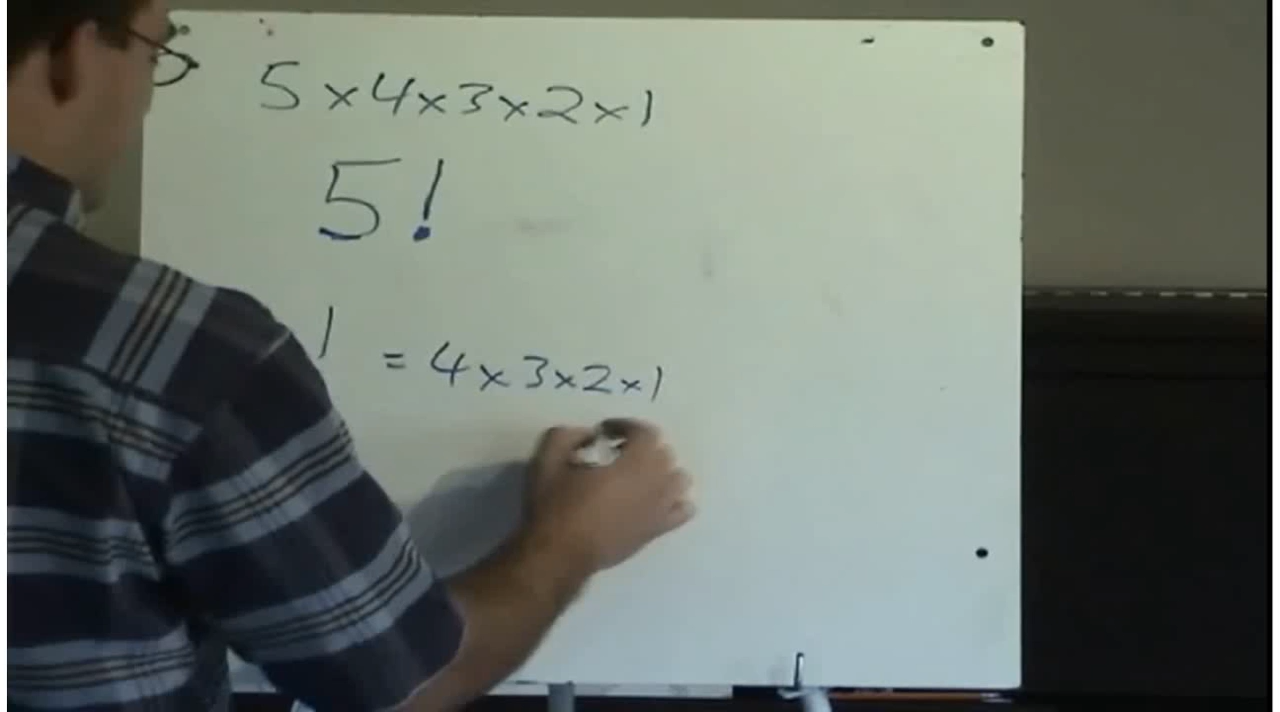 5 × 4 × 3 × 2 × 1
5!
= 4 × 3 × 2 × 1